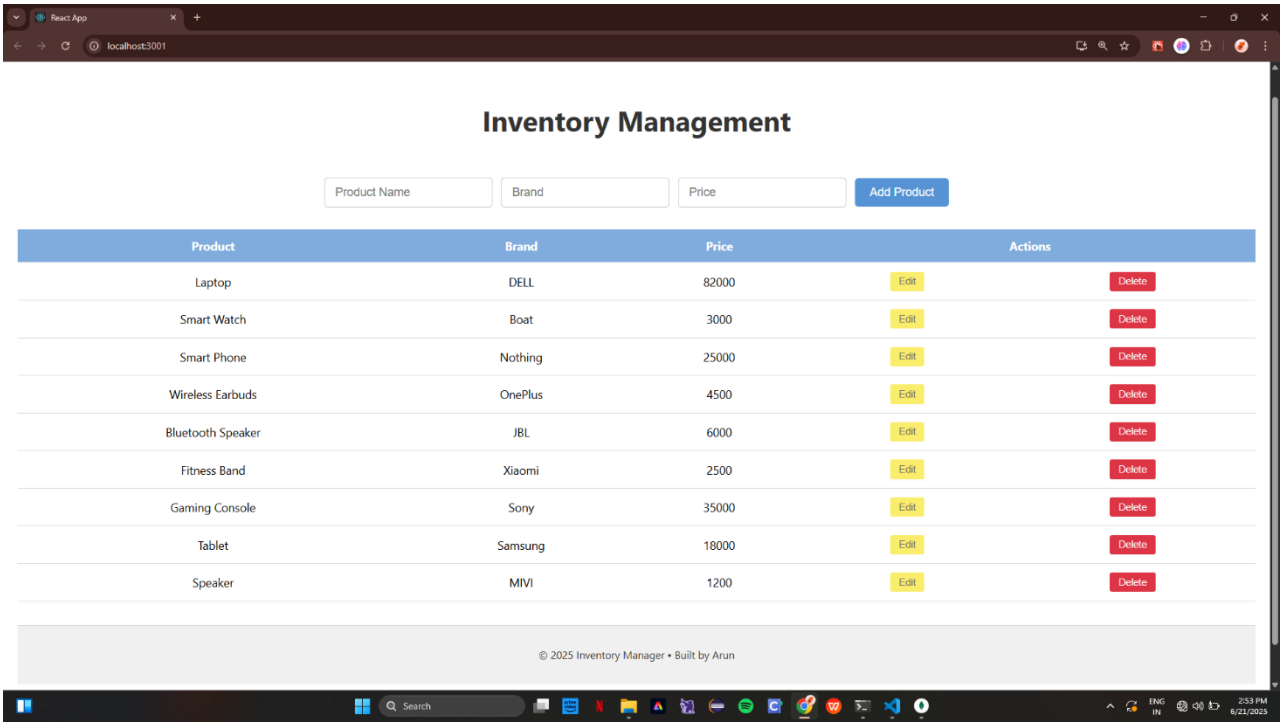 React App
localhost:3001
Inventory Management
Product Name Brand Price Add Product
Product Brand Price Actions
Laptop DELL 82000 Edit Delete
Smart Watch Boat 3000 Edit Delete
Smart Phone Nothing 25000 Edit Delete
Wireless Earbuds OnePlus 4500 Edit Delete
Bluetooth Speaker JBL 6000 Edit Delete
Fitness Band Xiaomi 2500 Edit Delete
Gaming Console Sony 35000 Edit Delete
Tablet Samsung 18000 Edit Delete
Speaker MIVI 1200 Edit Delete
© 2025 Inventory Manager • Built by Arun
Search
ENG
IN
2:53 PM
6/21/2025